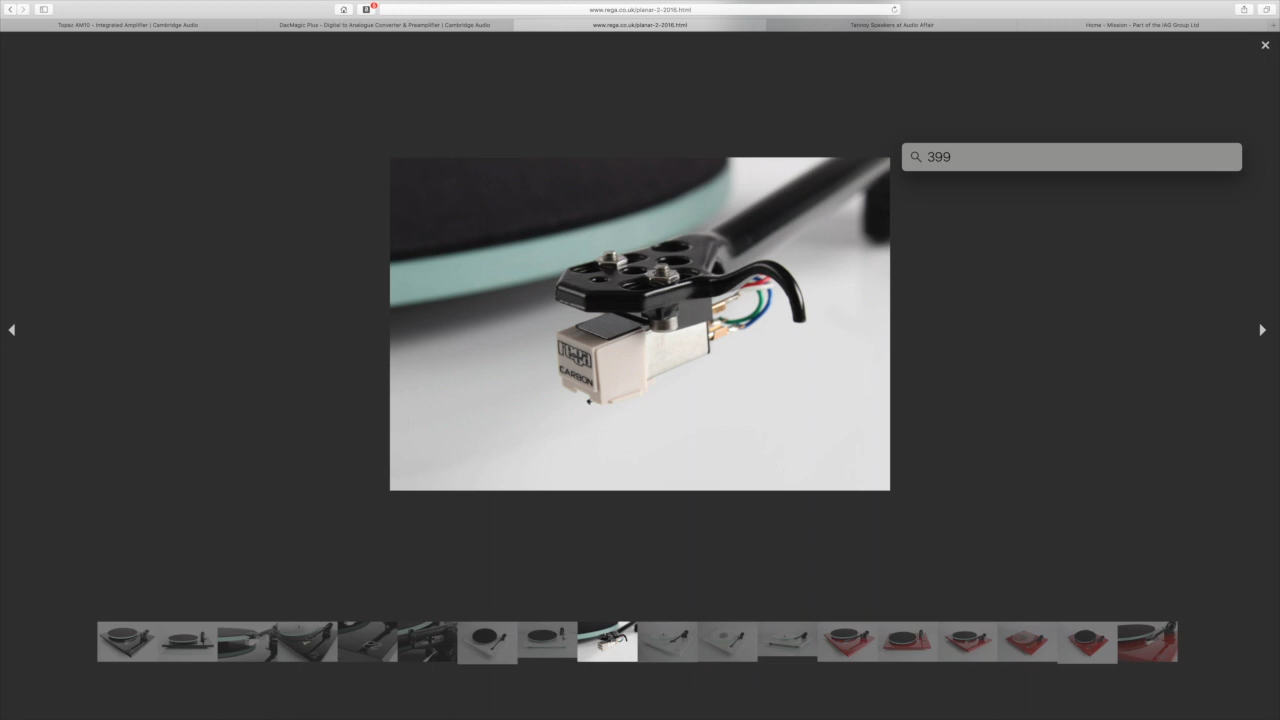 www.rega.co.uk/planar-2-2016.html
Topaz AM10 - Integrated Amplifier | Cambridge Audio
DacMagic Plus - Digital to Analogue Converter & Preamplifier | Cambridge Audio
www.rega.co.uk/planar-2-2016.html
Tannoy Speakers at Audio Affair
Home - Mission - Part of the IAG Group Ltd
399
rega
CARBON